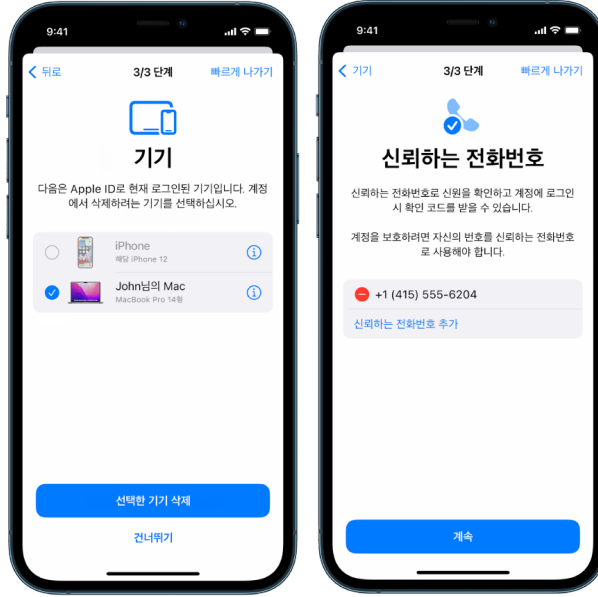 9:41
뒤로
3/3 단계
빠르게 나가기
기기
다음은 Apple ID로 현재 로그인된 기기입니다. 계정
에서 삭제하려는 기기를 선택하십시오.
iPhone
해당 iPhone 12
John님의 Mac
MacBook Pro 14형
선택한 기기 삭제
건너뛰기
9:41
기기
3/3 단계
빠르게 나가기
신뢰하는 전화번호
신뢰하는 전화번호로 신원을 확인하고 계정에 로그인
시 확인 코드를 받을 수 있습니다.
계정을 보호하려면 자신의 번호를 신뢰하는 전화번호
로 사용해야 합니다.
+1 (415) 555-6204
신뢰하는 전화번호 추가
계속